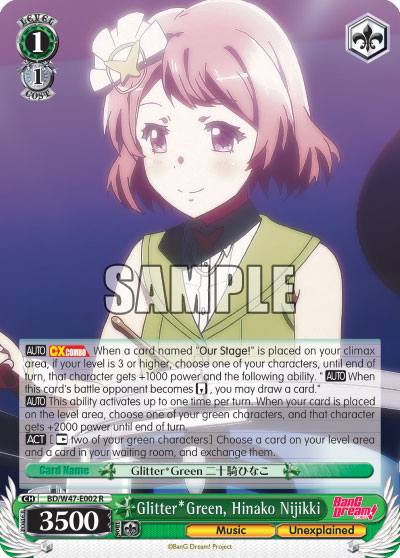 LEVEL
1
1
COST
SAMPLE
AUTO CXCOMBO When a card named "Our Stage!" is placed on your climax
area, if your level is 3 or higher, choose one of your characters, until end of
turn, that character gets +1000 power and the following ability. " AUTO When
this card's battle opponent becomes , you may draw a card."
AUTO This ability activates up to one time per turn. When your card is placed
on the level area, choose one of your green characters, and that character
gets +2000 power until end of turn.
ACT [ two of your green characters] Choose a card on your level area
and a card in your waiting room, and exchange them.
Card Name Glitter*Green 二十騎ひなこ
CH BD/W47-E002 R
Glitter*Green, Hinako Nijikki
BanG Dream!
POWER 3500
SOUL
Music Unexplained
©BanG Dream! Project